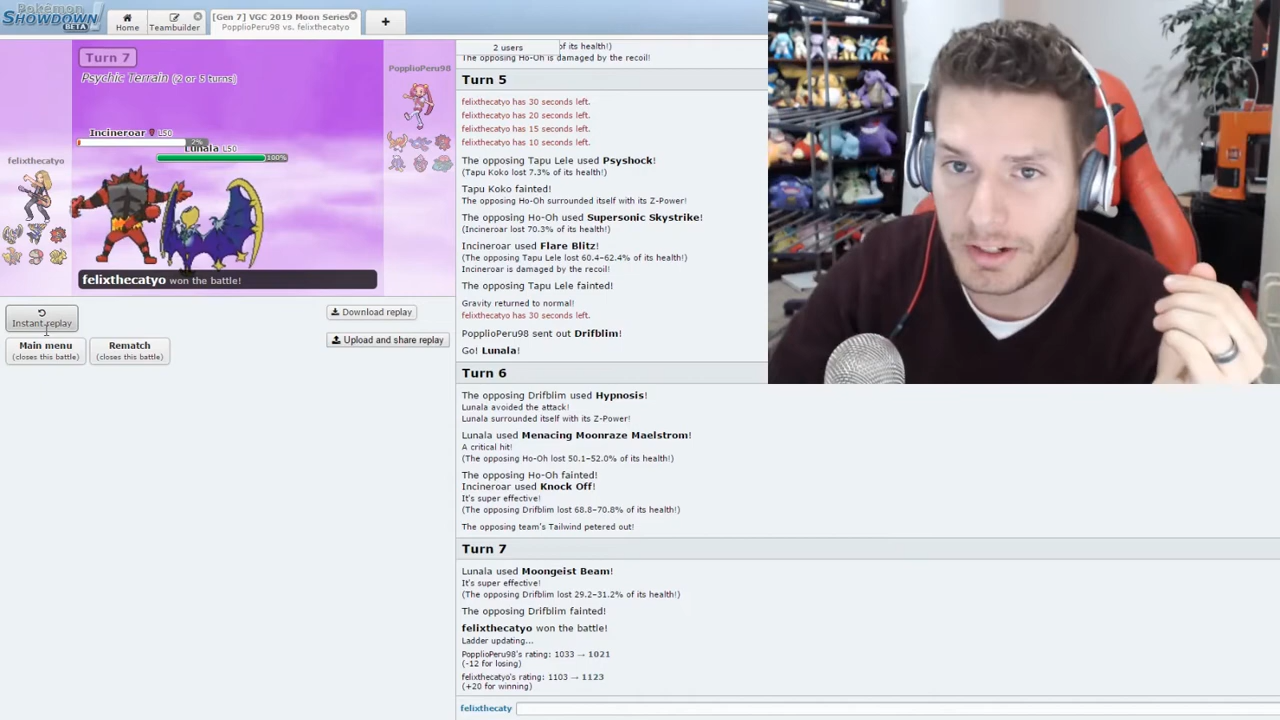 Pokémon
SHOWDOWN
BETA
Home
Teambuilder
[Gen 7] VGC 2019 Moon Series
PopplioPeru98 vs. felixthecatyo
+
Turn 7
Psychic Terrain (2 or 5 turns)
Incineroar L50
2%
Lunala L50
100%
felixthecatyo
PopplioPeru98
felixthecatyo won the battle!
Instant replay
Download replay
Upload and share replay
Main menu
(closes this battle)
Rematch
(closes this battle)
2 users
of its health!)
The opposing Ho-Oh is damaged by the recoil!
Turn 5
felixthecatyo has 30 seconds left.
felixthecatyo has 20 seconds left.
felixthecatyo has 15 seconds left.
felixthecatyo has 10 seconds left.
The opposing Tapu Lele used Psyshock!
(Tapu Koko lost 7.3% of its health!)
Tapu Koko fainted!
The opposing Ho-Oh surrounded itself with its Z-Power!
The opposing Ho-Oh used Supersonic Skystrike!
(Incineroar lost 70.3% of its health!)
Incineroar used Flare Blitz!
(The opposing Tapu Lele lost 60.4–62.4% of its health!)
Incineroar is damaged by the recoil!
The opposing Tapu Lele fainted!
Gravity returned to normal!
felixthecatyo has 30 seconds left.
PopplioPeru98 sent out Drifblim!
Go! Lunala!
Turn 6
The opposing Drifblim used Hypnosis!
Lunala avoided the attack!
Lunala surrounded itself with its Z-Power!
Lunala used Menacing Moonraze Maelstrom!
A critical hit!
(The opposing Ho-Oh lost 50.1–52.0% of its health!)
The opposing Ho-Oh fainted!
Incineroar used Knock Off!
It's super effective!
(The opposing Drifblim lost 68.8–70.8% of its health!)
The opposing team's Tailwind petered out!
Turn 7
Lunala used Moongeist Beam!
It's super effective!
(The opposing Drifblim lost 29.2–31.2% of its health!)
The opposing Drifblim fainted!
felixthecatyo won the battle!
Ladder updating...
PopplioPeru98's rating: 1033 → 1021
(-12 for losing)
felixthecatyo's rating: 1103 → 1123
(+20 for winning)
felixthecaty